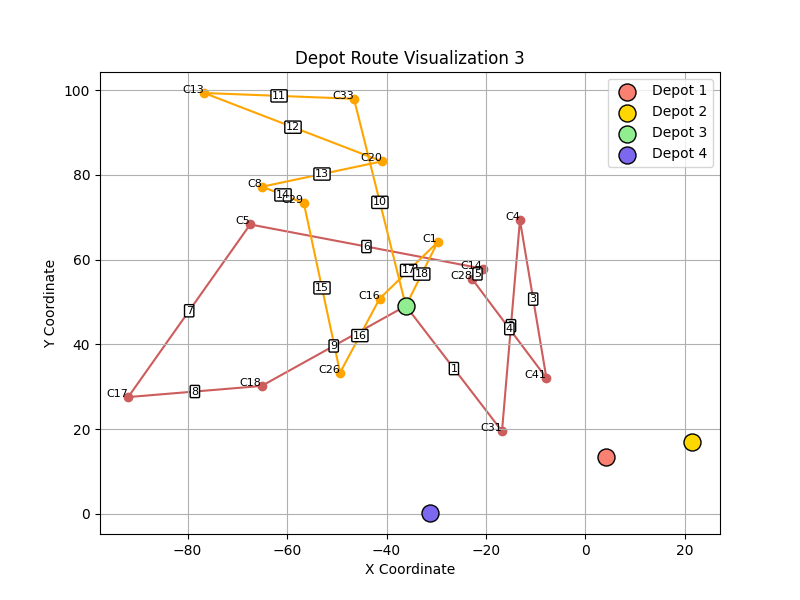 Depot Route Visualization 3
Depot 1
Depot 2
Depot 3
Depot 4
Y Coordinate
100
80
60
40
20
0
C13
11
C33
12
C20
13
C8
14
C29
10
C5
C4
C1
6
C14
17
18
C28
5
15
C16
3
7
4
16
9
1
C26
C41
C18
8
C17
C31
−80
−60
−40
−20
0
20
X Coordinate